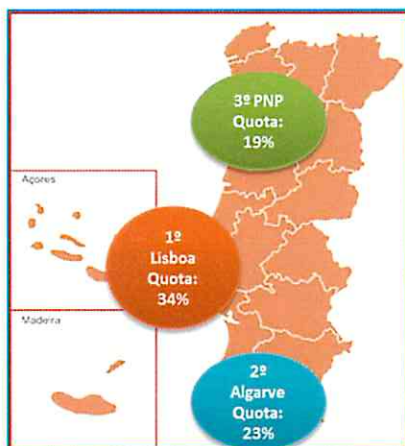 3º PNP
Quota:
19%
Açores
1º
Lisboa
Quota:
34%
Madeira
2º
Algarve
Quota:
23%